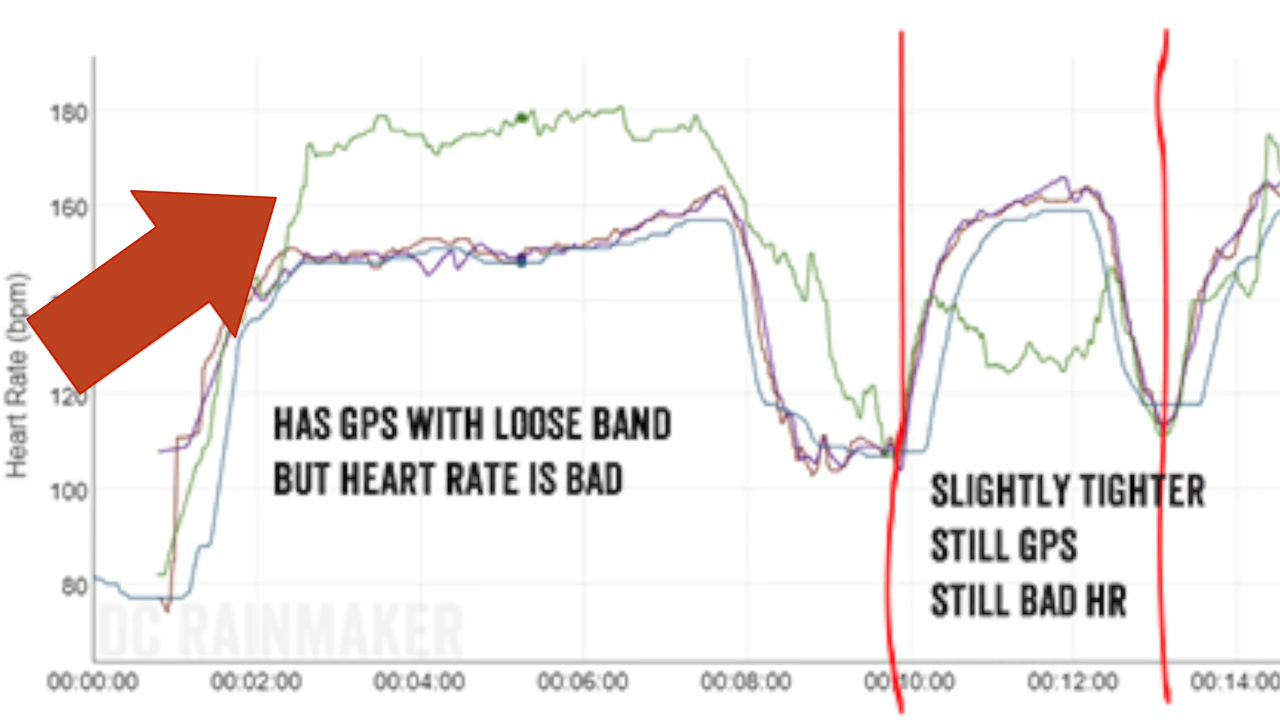 180
160
120
100
80
Heart Rate (bpm)
HAS GPS WITH LOOSE BAND
BUT HEART RATE IS BAD
SLIGHTLY TIGHTER
STILL GPS
STILL BAD HR
DC RAINMAKER
00:00:00 00:02:00 00:04:00 00:06:00 00:08:00 00:10:00 00:12:00 00:14:00